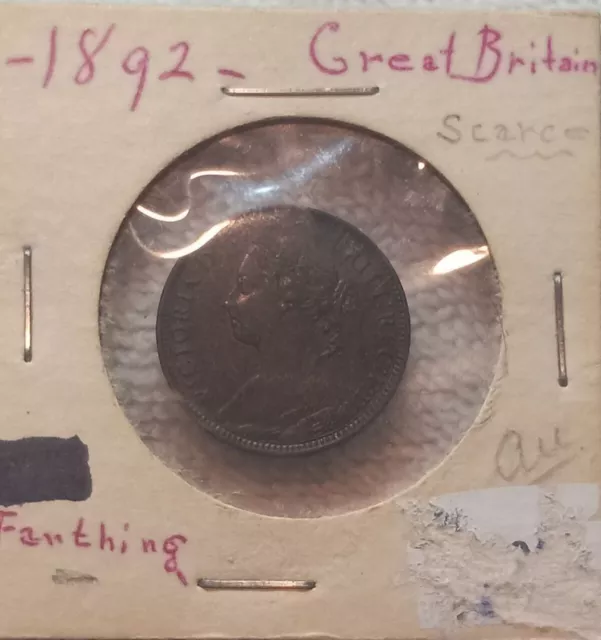 -1892- Great Britain
Scarce
VICTORIA
au
Farthing